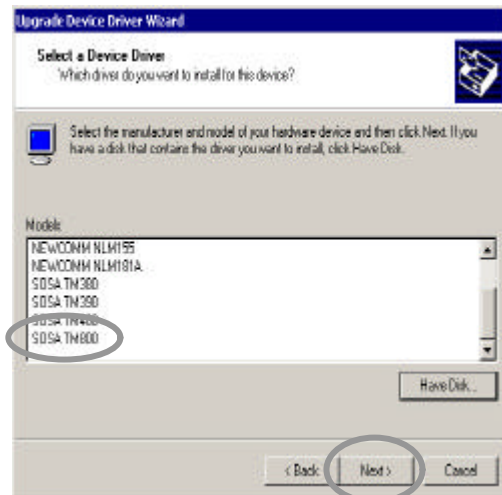 Upgrade Device Driver Wizard
Select a Device Driver
Which driver do you want to install for this device?
Select the manufacturer and model of your hardware device and then click Next. If you
have a disk that contains the driver you want to install, click Have Disk.
Models:
NEWCOMM NLM155
NEWCOMM NLM181A
SOSA TM380
SOSA TM390
SOSA
SOSA TM800
Have Disk...
< Back
Next >
Cancel